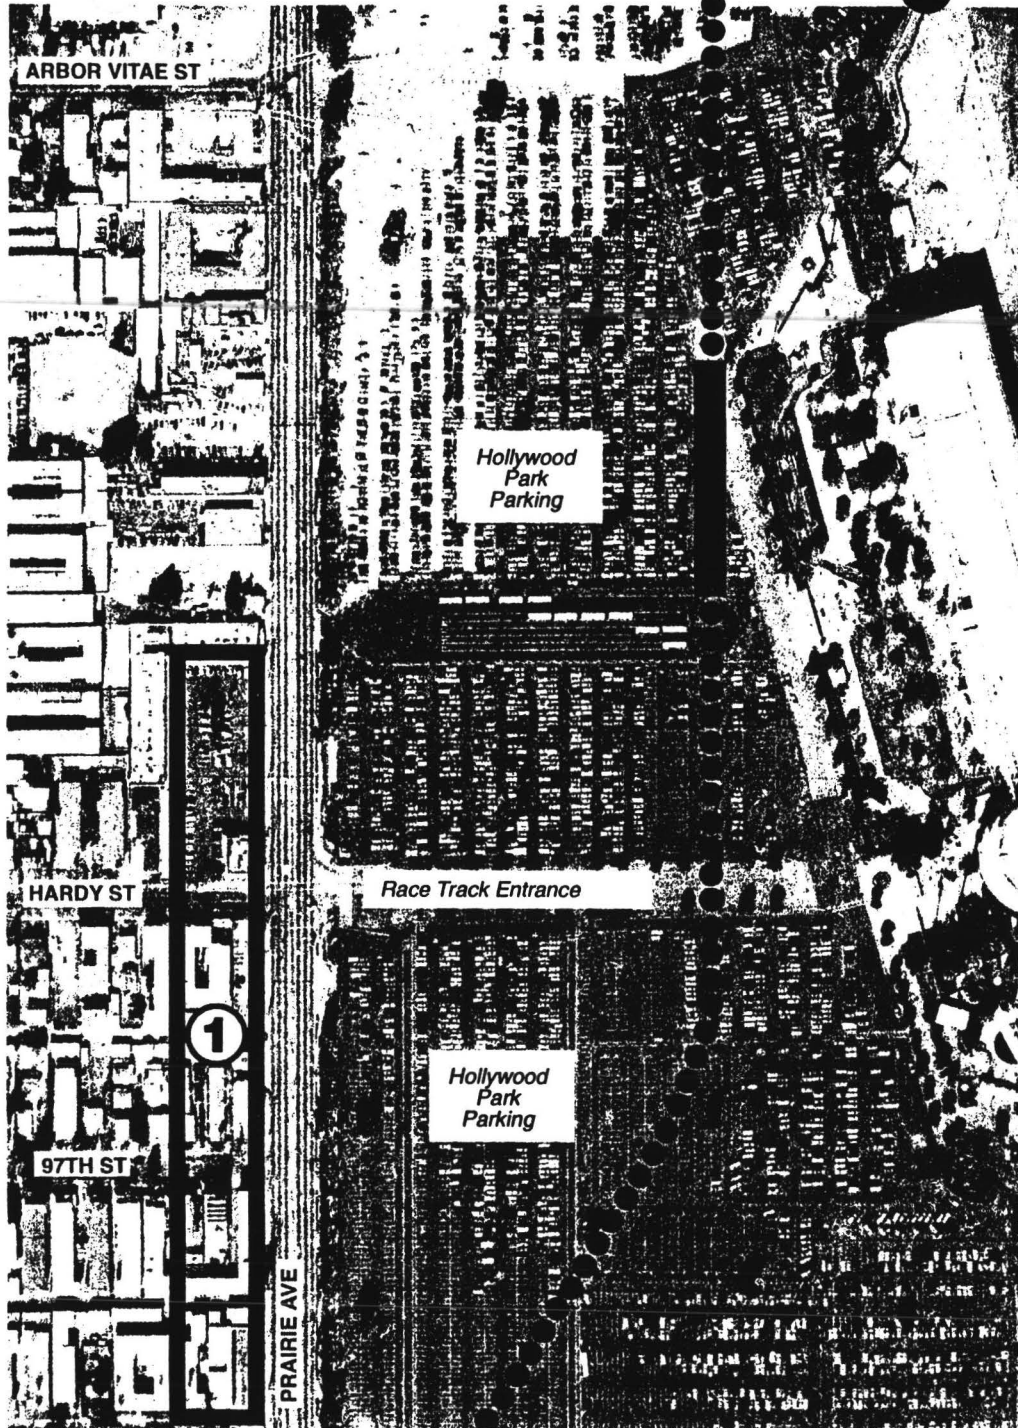 ARBOR VITAE ST
Hollywood
Park
Parking
HARDY ST
Race Track Entrance
1
Hollywood
Park
Parking
97TH ST
PRAIRIE AVE